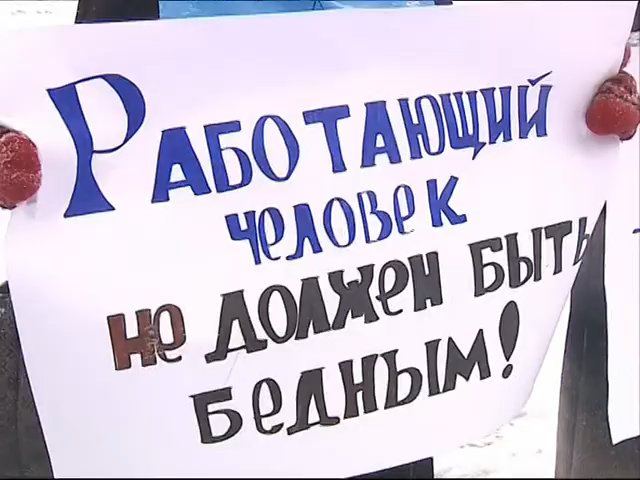 Работающий
человек
не должен быть
бедным!